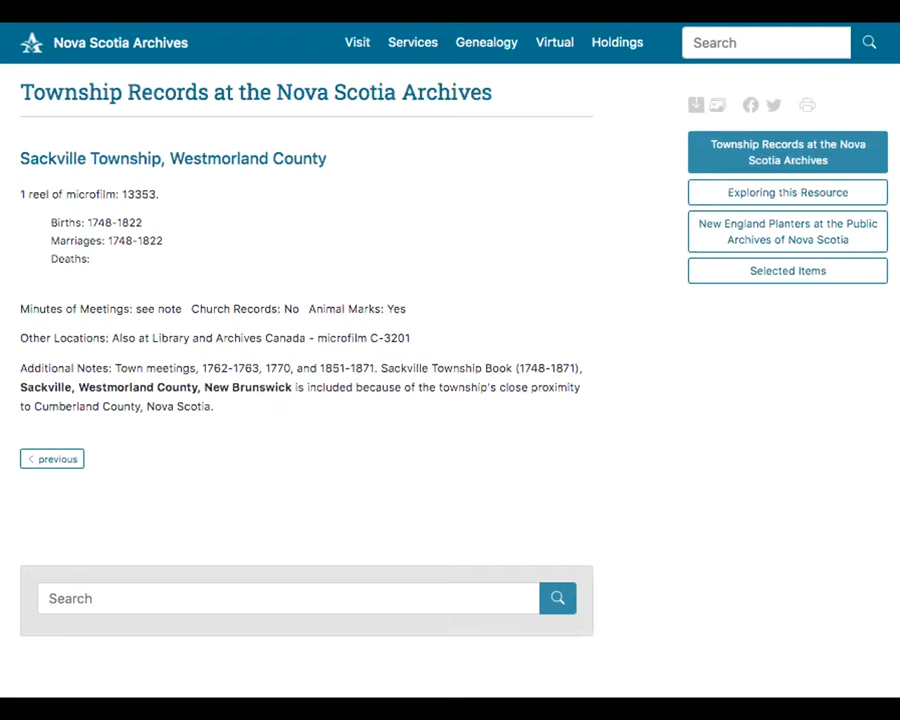 Nova Scotia Archives
Visit Services Genealogy Virtual Holdings
Search
Township Records at the Nova Scotia Archives
Sackville Township, Westmorland County
1 reel of microfilm: 13353.
Births: 1748-1822
Marriages: 1748-1822
Deaths:
Minutes of Meetings: see note Church Records: No Animal Marks: Yes
Other Locations: Also at Library and Archives Canada - microfilm C-3201
Additional Notes: Town meetings, 1762-1763, 1770, and 1851-1871. Sackville Township Book (1748-1871),
Sackville, Westmorland County, New Brunswick is included because of the township's close proximity
to Cumberland County, Nova Scotia.
previous
Search
Township Records at the Nova
Scotia Archives
Exploring this Resource
New England Planters at the Public
Archives of Nova Scotia
Selected Items